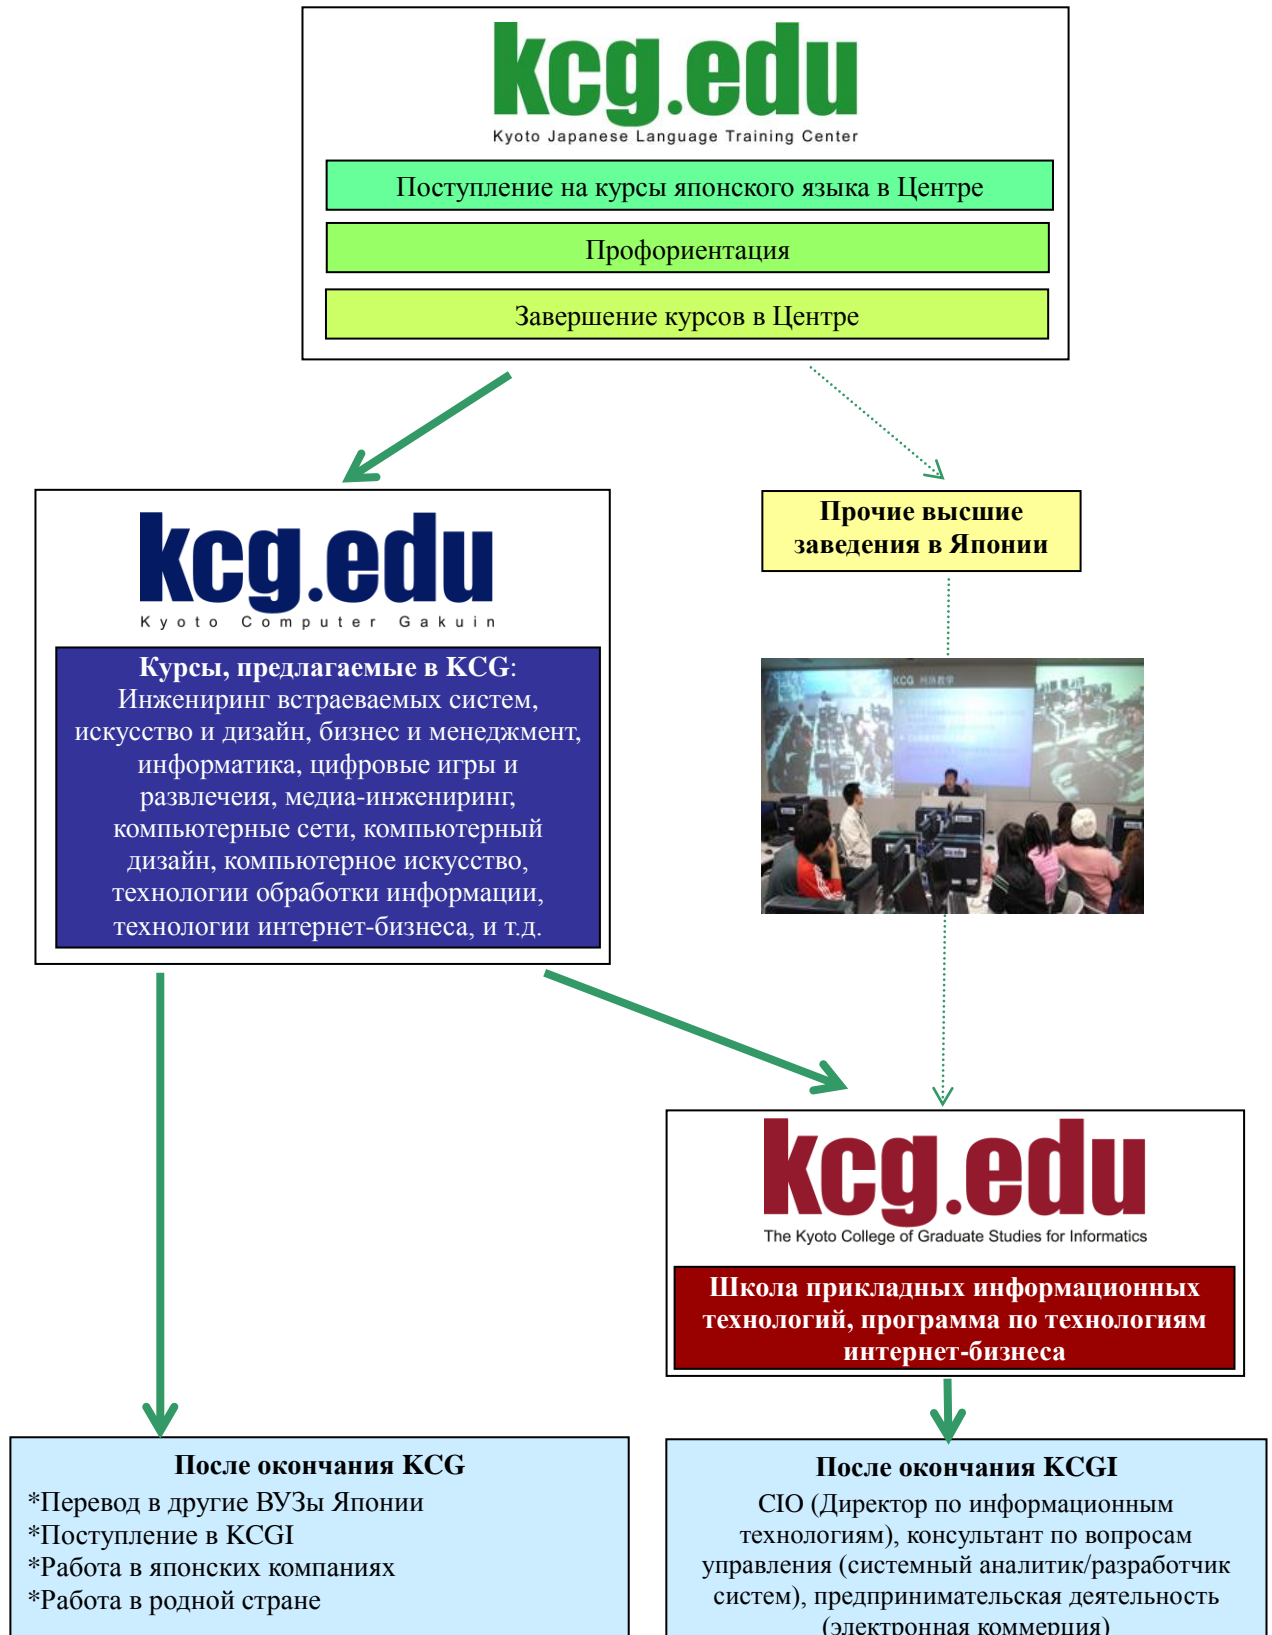 kcg.edu
Kyoto Japanese Language Training Center
Поступление на курсы японского языка в Центре
Профориентация
Завершение курсов в Центре
kcg.edu
Kyoto Computer Gakuin
Курсы, предлагаемые в KCG:
Инжениринг встраеваемых систем,
искусство и дизайн, бизнес и менеджмент,
информатика, цифровые игры и
развлечеия, медиа-инжениринг,
компьютерные сети, компьютерный
дизайн, компьютерное искусство,
технологии обработки информации,
технологии интернет-бизнеса, и т.д.
Прочие высшие
заведения в Японии
KCG
kcg.edu
The Kyoto College of Graduate Studies for Informatics
Школа прикладных информационных
технологий, программа по технологиям
интернет-бизнеса
После окончания KCG
*Перевод в другие ВУЗы Японии
*Поступление в KCGI
*Работа в японских компаниях
*Работа в родной стране
После окончания KCGI
CIO (Директор по информационным
технологиям), консультант по вопросам
управления (системный аналитик/разработчик
систем), предпринимательская деятельность
(электронная коммерция)